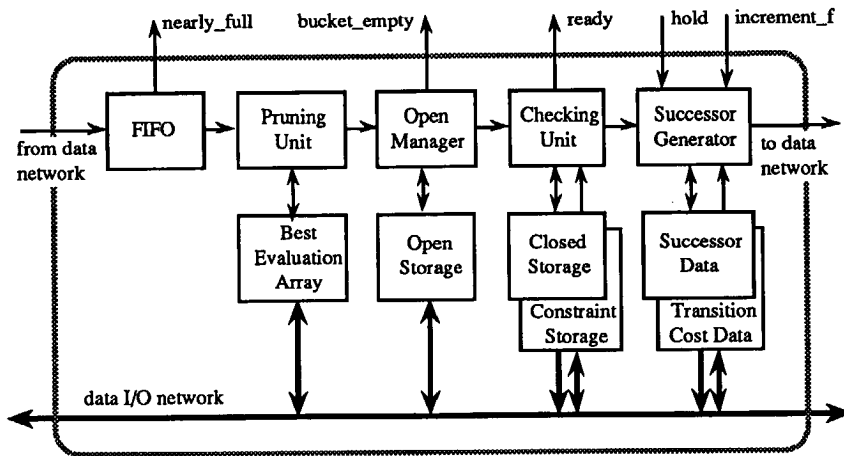 nearly_full
bucket_empty
ready
hold
increment_f
FIFO
Pruning
Unit
Open
Manager
Checking
Unit
Successor
Generator
from data
network
to data
network
Best
Evaluation
Array
Open
Storage
Closed
Storage
Constraint
Storage
Successor
Data
Transition
Cost Data
data I/O network